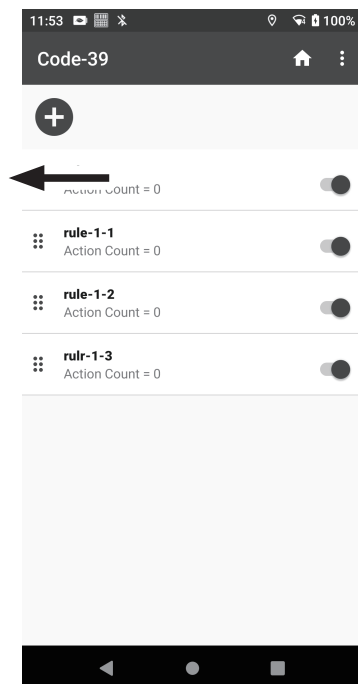 11:53
100%
Code-39
Action Count = 0
rule-1-1
Action Count = 0
rule-1-2
Action Count = 0
rulr-1-3
Action Count = 0